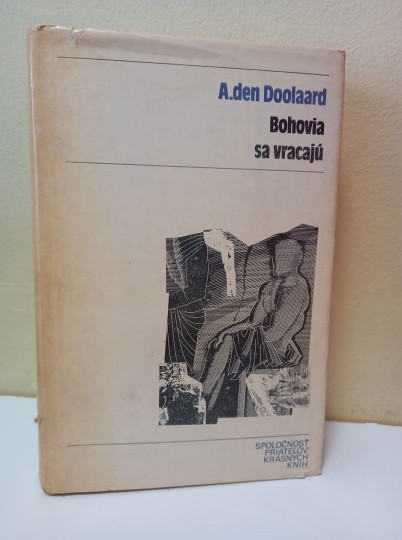 A.den Doolaard
Bohovia
sa vracajú
SPOLOČNOSŤ
PRIATEĽOV
KRÁSNYCH
KNÍH